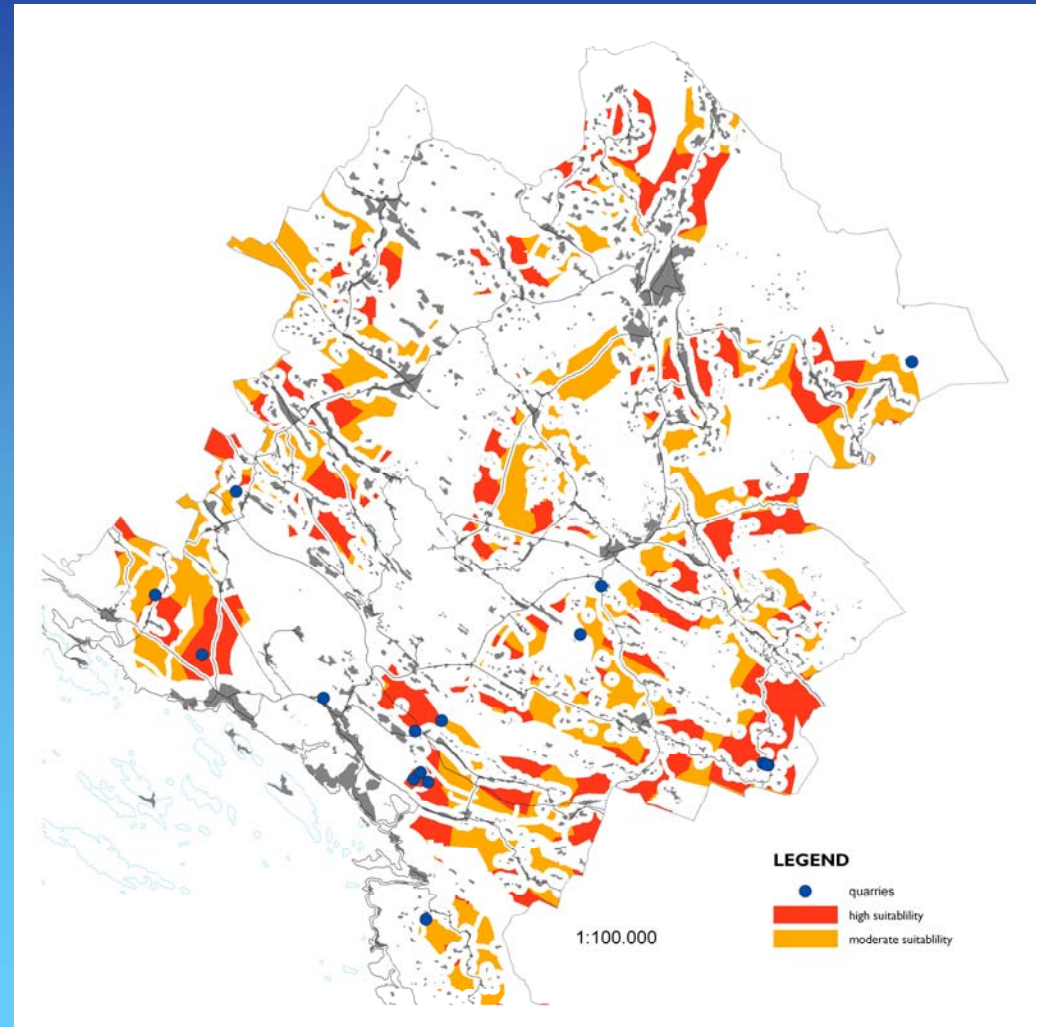 1:100.000
LEGEND
quarries
high suitablility
moderate suitablility